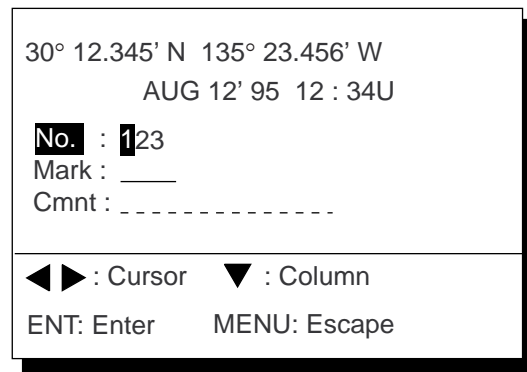 30° 12.345’ N 135° 23.456’ W
AUG 12’ 95 12 : 34U
No. : 123
Mark : ____
Cmnt : _ _ _ _ _ _ _ _ _ _ _ _ _ _
◀ ▶ : Cursor ▼ : Column
ENT: Enter MENU: Escape